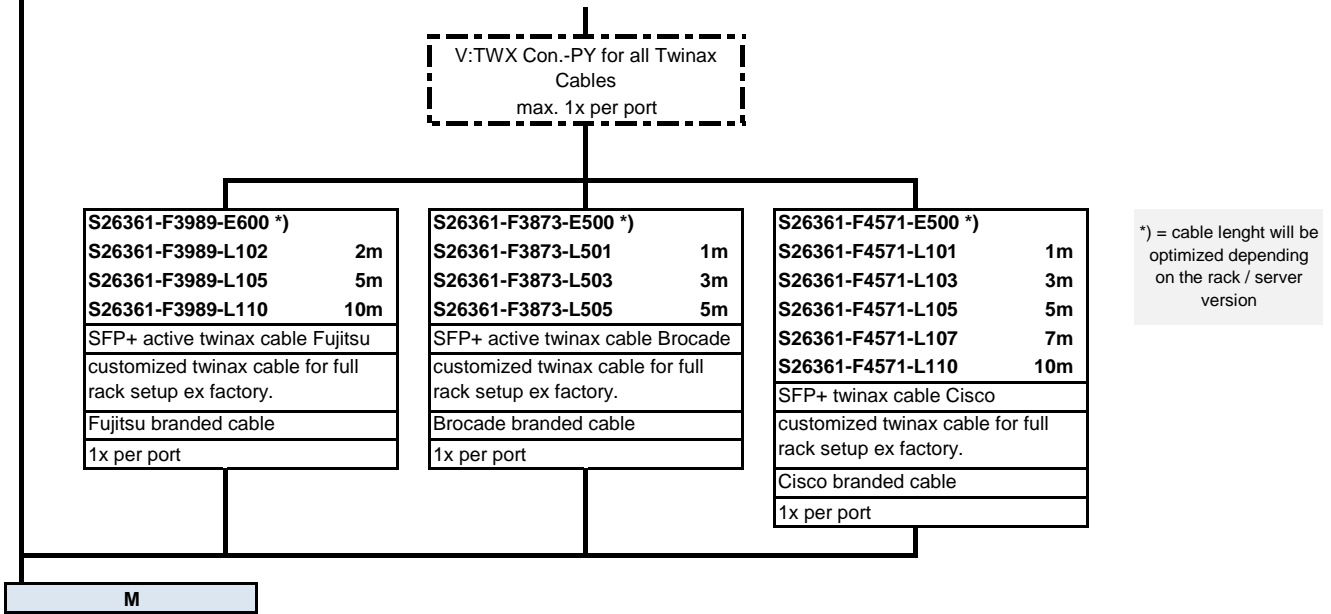 V:TWX Con.-PY for all Twinax
Cables
max. 1x per port
S26361-F3989-E600 *)
S26361-F3989-L102 2m
S26361-F3989-L105 5m
S26361-F3989-L110 10m
SFP+ active twinax cable Fujitsu
customized twinax cable for full
rack setup ex factory.
Fujitsu branded cable
1x per port
S26361-F3873-E500 *)
S26361-F3873-L501 1m
S26361-F3873-L503 3m
S26361-F3873-L505 5m
SFP+ active twinax cable Brocade
customized twinax cable for full
rack setup ex factory.
Brocade branded cable
1x per port
S26361-F4571-E500 *)
S26361-F4571-L101 1m
S26361-F4571-L103 3m
S26361-F4571-L105 5m
S26361-F4571-L107 7m
S26361-F4571-L110 10m
SFP+ twinax cable Cisco
customized twinax cable for full
rack setup ex factory.
Cisco branded cable
1x per port
*) = cable lenght will be
optimized depending
on the rack / server
version
M